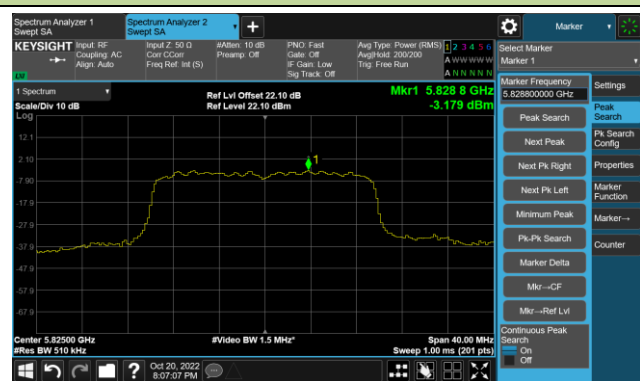 Spectrum Analyzer 1
Swept SA
Spectrum Analyzer 2
Swept SA
+
Marker
KEYSIGHT
Input: RF
Coupling: AC
Align: Auto
Input Z: 50 Ω
Corr CCorr
Freq Ref: Int (S)
#Atten: 10 dB
Preamp: Off
PNO: Fast
Gate: Off
IF Gain: Low
Sig Track: Off
Avg Type: Power (RMS)
Avg|Hold: 200/200
Trig: Free Run
1 2 3 4 5 6
A W W W W W
A N N N N N
LW
Select Marker
Marker 1
1 Spectrum
Scale/Div 10 dB
Log
Ref Lvl Offset 22.10 dB
Ref Level 22.10 dBm
Mkr1 5.828 8 GHz
-3.179 dBm
12.1
2.10
-7.90
-17.9
-27.9
-37.9
-47.9
-57.9
-67.9
1
Center 5.82500 GHz
#Res BW 510 kHz
#Video BW 1.5 MHz*
Span 40.00 MHz
Sweep 1.00 ms (201 pts)
Marker Frequency
5.828800000 GHz
Peak Search
Next Peak
Next Pk Right
Next Pk Left
Minimum Peak
Pk-Pk Search
Marker Delta
Mkr→CF
Mkr→Ref Lvl
Continuous Peak
Search
On
Off
Settings
Peak
Search
Pk Search
Config
Properties
Marker
Function
Marker→
Counter
?
Oct 20, 2022
8:07:07 PM